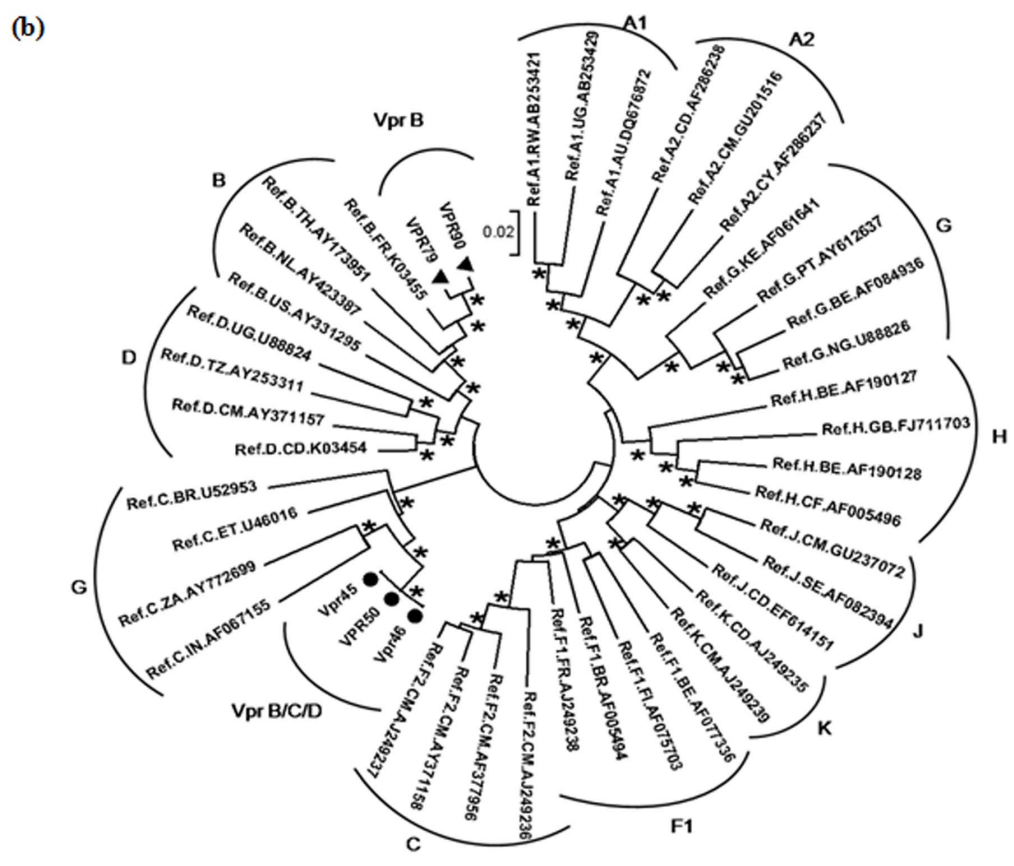 (b)
A1
A2
G
H
J
K
F1
C
Vpr B/C/D
G
D
B
Vpr B
0.02
Ref.A1.RW.AB253421
Ref.A1.UG.AB253429
Ref.A1.AU.DQ676872
Ref.A2.CD.AF286238
Ref.A2.CM.GU201516
Ref.A2.CY.AF286237
Ref.G.KE.AF061641
Ref.G.PT.AY612637
Ref.G.BE.AF084936
Ref.G.NG.U88826
Ref.H.BE.AF190127
Ref.H.GB.FJ711703
Ref.H.BE.AF190128
Ref.H.CF.AF005496
Ref.J.CM.GU237072
Ref.J.SE.AF082394
Ref.J.CD.EF614151
Ref.K.CD.AJ249235
Ref.K.CM.AJ249239
Ref.F1.BE.AF077336
Ref.F1.FI.AF075703
Ref.F1.BR.AF005494
Ref.F1.FR.AJ249238
Ref.F2.CM.AJ249236
Ref.F2.CM.AF377956
Ref.F2.CM.AY371158
Ref.F2.CM.AJ249237
Vpr46
VPR50
Vpr45
Ref.C.IN.AF067155
Ref.C.ZA.AY772699
Ref.C.ET.U46016
Ref.C.BR.U52953
Ref.D.CD.K03454
Ref.D.CM.AY371157
Ref.D.TZ.AY253311
Ref.D.UG.U88824
Ref.B.US.AY331295
Ref.B.NL.AY423387
Ref.B.TH.AY173951
Ref.B.FR.K03455
VPR79
VPR90